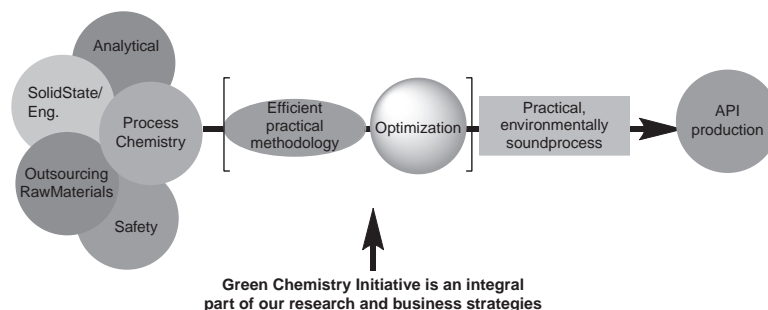 Analytical
SolidState/
Eng.
Process
Chemistry
Outsourcing
RawMaterials
Safety
Efficient
practical
methodology
Optimization
Practical,
environmentally
soundprocess
API
production
Green Chemistry Initiative is an integral
part of our research and business strategies